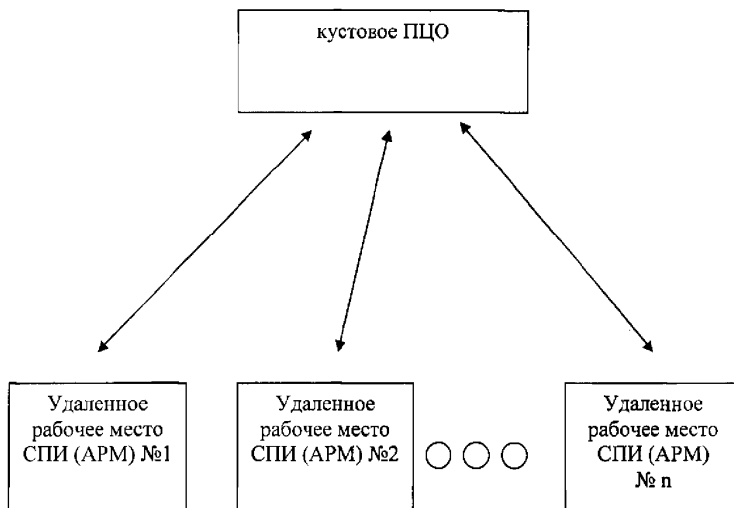 кустовое ПЦО
Удаленное
рабочее место
СПИ (АРМ) №1
Удаленное
рабочее место
СПИ (АРМ) №2
Удаленное
рабочее место
СПИ (АРМ)
№ n